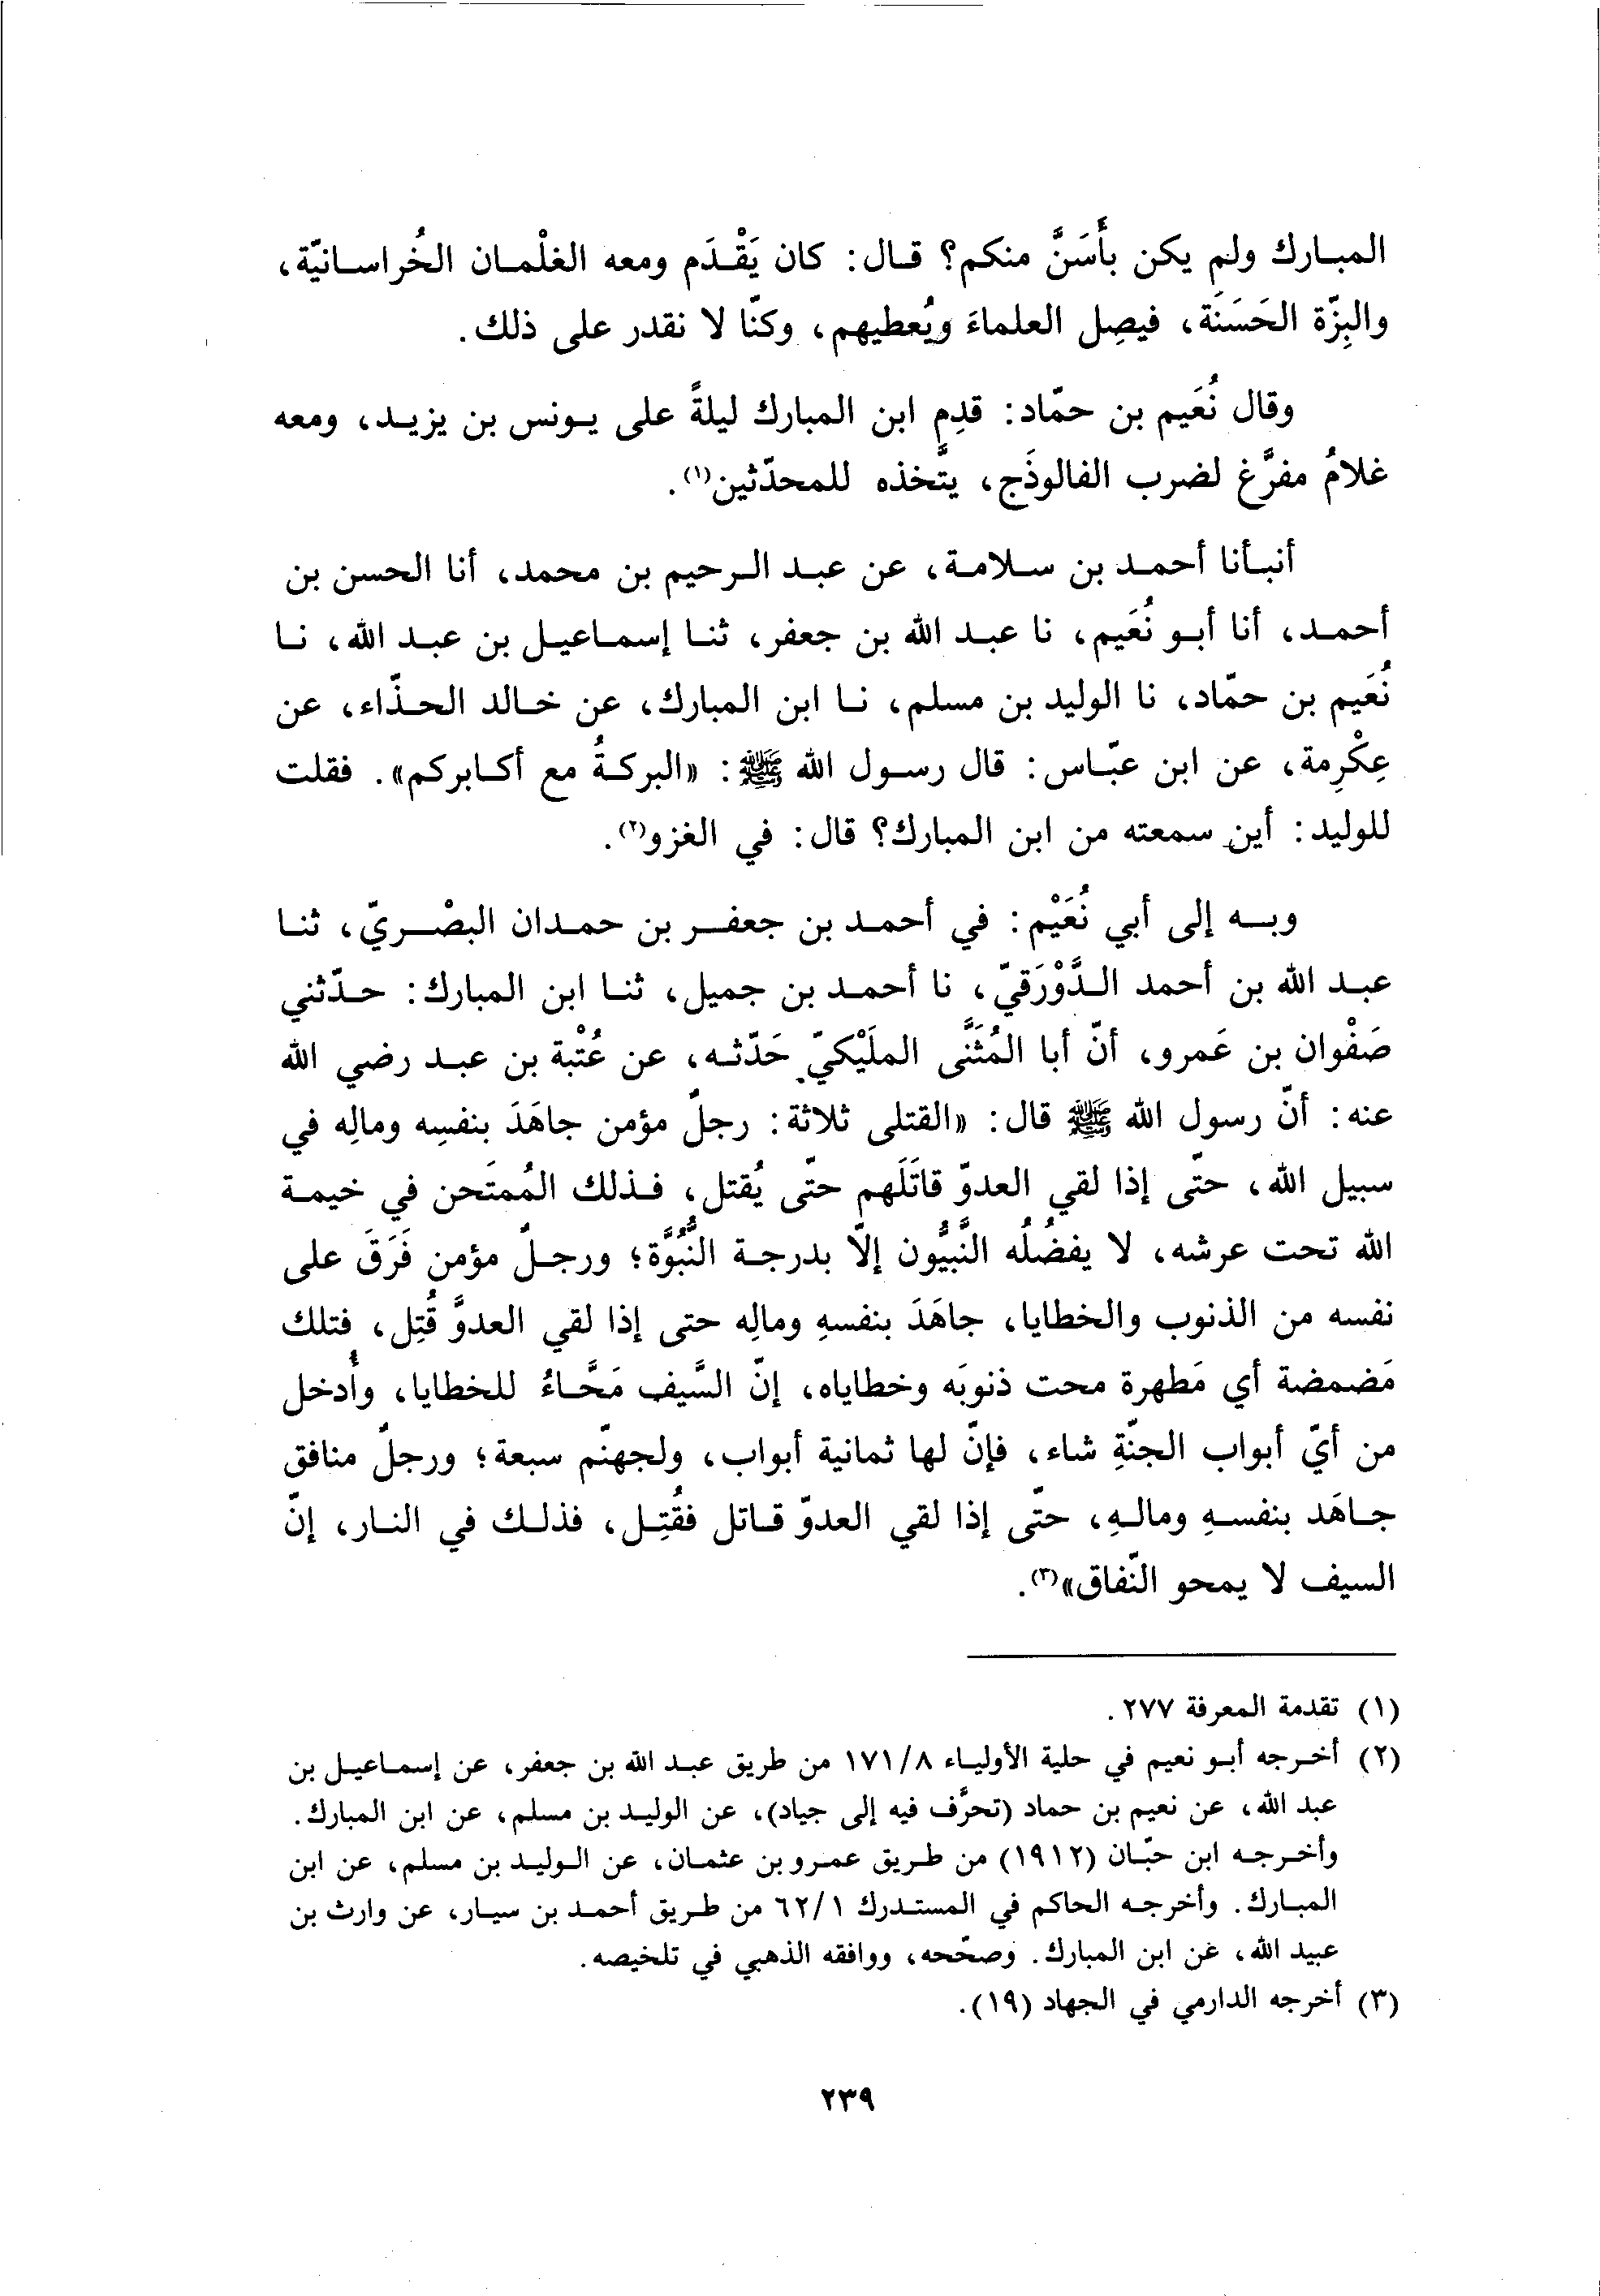 المبارك ولم يكن بأَسَنَّ منكم؟ قال: كان يَقْدَم ومعه الغلْمان الخُراسانيّة،
والبِزّة الحَسَنَة، فيصِل العلماءَ ويُعطيهم، وكنّا لا نقدر على ذلك.
وقال نُعَيم بن حمّاد: قدِم ابن المبارك ليلةً على يونس بن يزيد، ومعه
غلامُ مفرَّغ لضرب الفالوذَج، يتَّخذه للمحدّثين(١).
أنبأنا أحمد بن سلامة، عن عبد الرحيم بن محمد، أنا الحسن بن
أحمد، أنا أبو نُعَيم، نا عبد الله بن جعفر، ثنا إسماعيل بن عبد الله، نا
نُعَيم بن حمّاد، نا الوليد بن مسلم، نا ابن المبارك، عن خالد الحذّاء، عن
عِكْرِمة، عن ابن عبّاس: قال رسول الله ﷺ: «البركةُ مع أكابركم». فقلت
للوليد: أين سمعته من ابن المبارك؟ قال: في الغزو(٢).
وبه إلى أبي نُعَيْم: في أحمد بن جعفر بن حمدان البصْريّ، ثنا
عبد الله بن أحمد الدَّوْرَقيّ، نا أحمد بن جميل، ثنا ابن المبارك: حدّثني
صَفْوان بن عَمرو، أنّ أبا المُثَنَّى الملَيْكيّ حَدّثه، عن عُتْبة بن عبد رضي الله
عنه: أنّ رسول الله ﷺ قال: «القتلى ثلاثة: رجلٌ مؤمن جاهَدَ بنفسِه ومالِه في
سبيل الله، حتّى إذا لقي العدوّ قاتَلَهم حتّى يُقتل، فذلك المُمتَحن في خيمة
الله تحت عرشه، لا يفضُلُه النَّبيُّون إلاّ بدرجة النُّبُوَّة؛ ورجلٌ مؤمن فَرَقَ على
نفسه من الذنوب والخطايا، جاهَدَ بنفسهِ ومالِه حتى إذا لقي العدوَّ قُتِل، فتلك
مَضمضة أي مَطهرة محت ذنوبَه وخطاياه، إنّ السَّيف مَحَّاءُ للخطايا، وأُدخل
من أيّ أبواب الجنّةِ شاء، فإنّ لها ثمانية أبواب، ولجهنّم سبعة؛ ورجلٌ منافق
جاهَد بنفسهِ ومالهِ، حتّى إذا لقي العدوّ قاتل فقُتِل، فذلك في النار، إنّ
السيف لا يمحو النّفاق»(٣).
(١) تقدمة المعرفة ٢٧٧.
(٢) أخرجه أبو نعيم في حلية الأولياء ١٧١/٨ من طريق عبد الله بن جعفر، عن إسماعيل بن
عبد الله، عن نعيم بن حماد (تحرَّف فيه إلى جياد)، عن الوليد بن مسلم، عن ابن المبارك.
وأخرجه ابن حبّان (١٩١٢) من طريق عمرو بن عثمان، عن الوليد بن مسلم، عن ابن
المبارك. وأخرجه الحاكم في المستدرك ٦٢/١ من طريق أحمد بن سيار، عن وارث بن
عبيد الله، عن ابن المبارك. وصحّحه، ووافقه الذهبي في تلخيصه.
(٣) أخرجه الدارمي في الجهاد (١٩).
٢٣٩